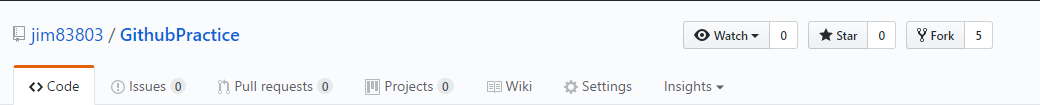 jim83803 / GithubPractice Watch 0 Star 0 Fork 5
Code Issues 0 Pull requests 0 Projects 0 Wiki Settings Insights